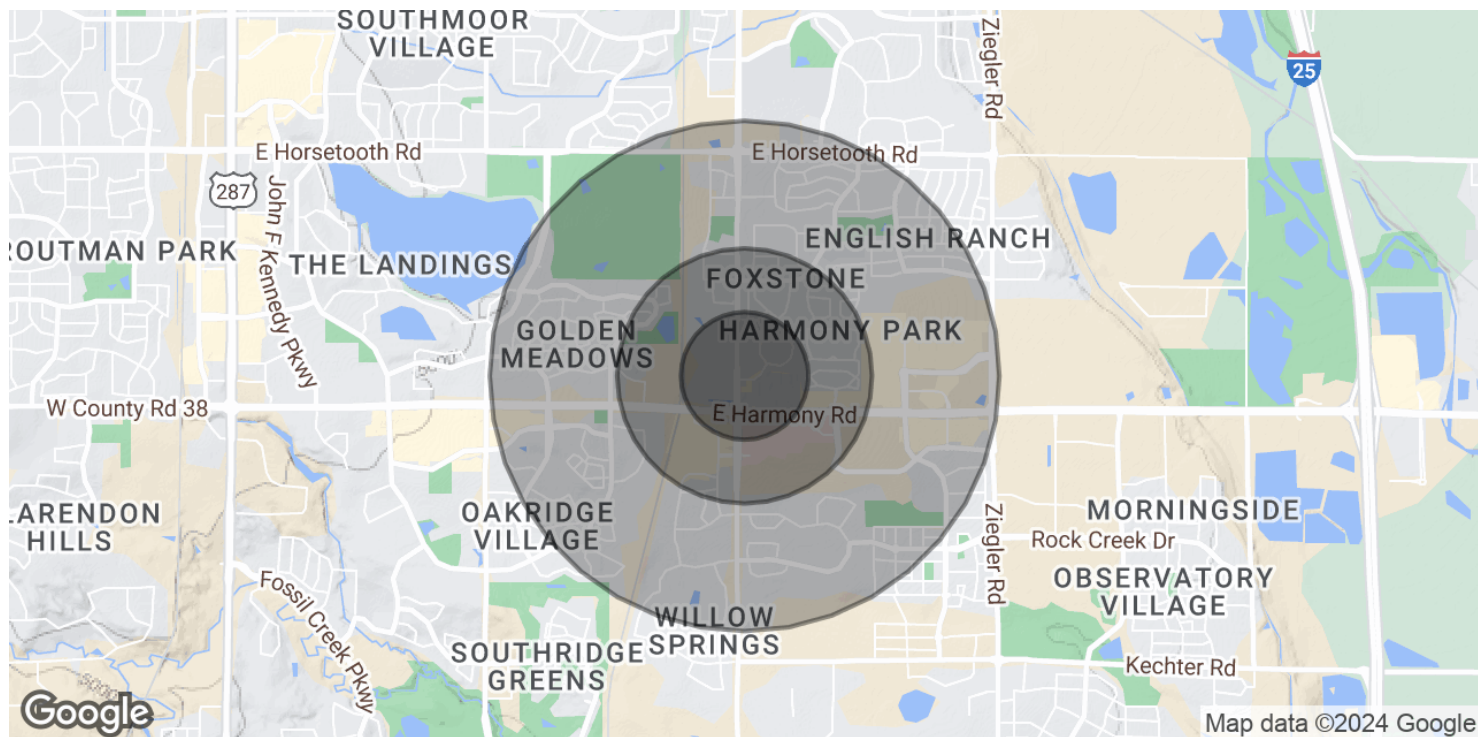 SOUTHMOOR
VILLAGE
Ziegler Rd
25
E Horsetooth Rd
E Horsetooth Rd
287
John F Kennedy Pkwy
ROUTMAN PARK
THE LANDINGS
ENGLISH RANCH
FOXSTONE
GOLDEN
MEADOWS
HARMONY PARK
W County Rd 38
E Harmony Rd
LARENDON
HILLS
OAKRIDGE
VILLAGE
Ziegler Rd
MORNINGSIDE
Rock Creek Dr
OBSERVATORY
VILLAGE
Fossil Creek Pkwy
WILLOW
SPRINGS
SOUTHRIDGE
GREENS
Kechter Rd
Google
Map data ©2024 Google